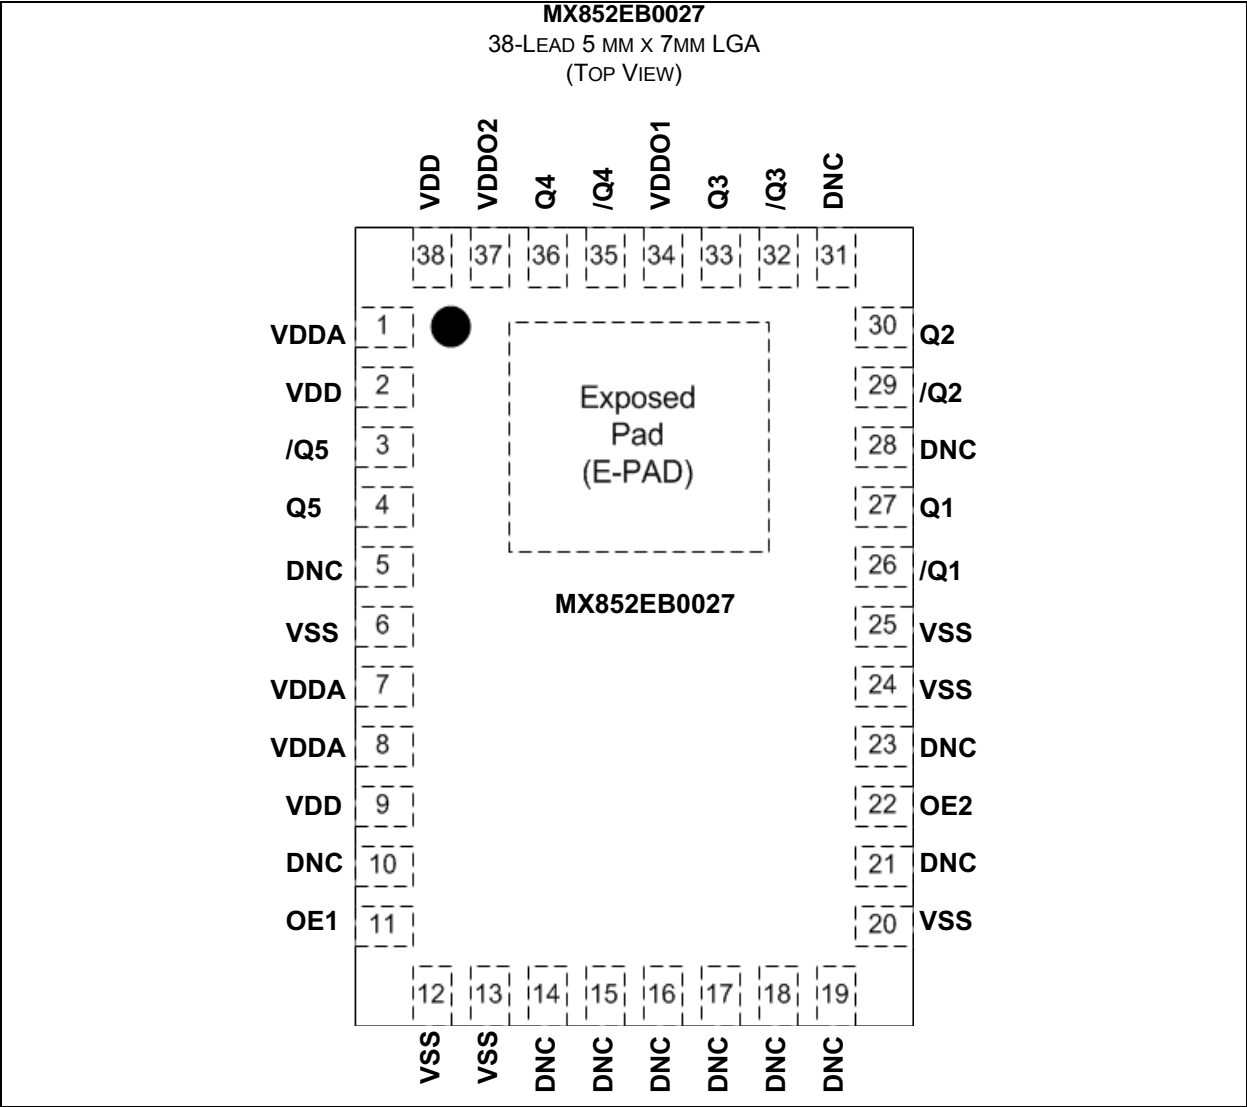 MX852EB0027
38-LEAD 5 MM X 7MM LGA
(TOP VIEW)
VDD
VDDO2
Q4
/Q4
VDDO1
Q3
/Q3
DNC
38
37
36
35
34
33
32
31
VDDA 1
VDD 2
/Q5 3
Q5 4
DNC 5
VSS 6
VDDA 7
VDDA 8
VDD 9
DNC 10
OE1 11
Exposed
Pad
(E-PAD)
MX852EB0027
30 Q2
29 /Q2
28 DNC
27 Q1
26 /Q1
25 VSS
24 VSS
23 DNC
22 OE2
21 DNC
20 VSS
12
13
14
15
16
17
18
19
VSS
VSS
DNC
DNC
DNC
DNC
DNC
DNC